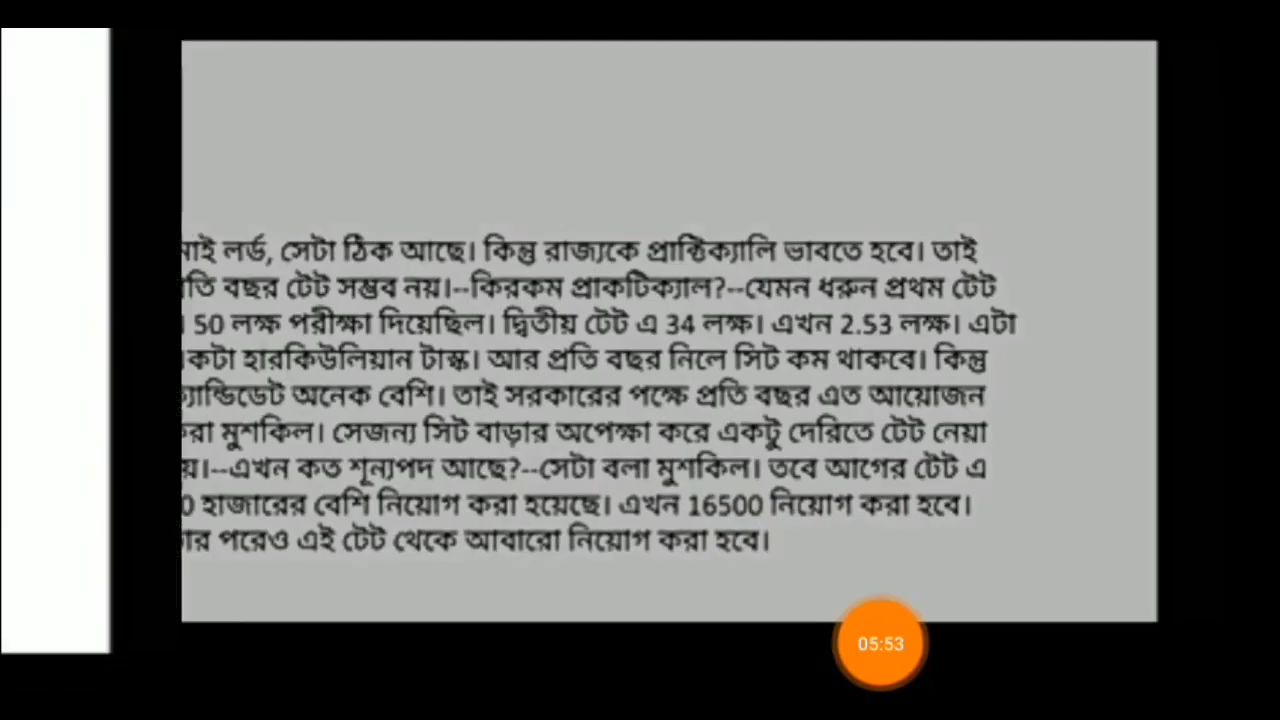 মাই লর্ড, সেটা ঠিক আছে। কিন্তু রাজ্যকে প্রাক্টিক্যালি ভাবতে হবে। তাই
বছর টেট সম্ভব নয়।--কিরকম প্রাকটিক্যাল?--যেমন ধরুন প্রথম টেট
50 লক্ষ পরীক্ষা দিয়েছিল। দ্বিতীয় টেট এ 34 লক্ষ। এখন 2.53 লক্ষ। এটা
একটা হারকিউলিয়ান টাস্ক। আর প্রতি বছর নিলে সিট কম থাকবে। কিন্তু
ক্যান্ডিডেট অনেক বেশি। তাই সরকারের পক্ষে প্রতি বছর এত আয়োজন
করা মুশকিল। সেজন্য সিট বাড়ার অপেক্ষা করে একটু দেরিতে টেট নেয়া
হয়।--এখন কত শূন্যপদ আছে?--সেটা বলা মুশকিল। তবে আগের টেট এ
হাজারের বেশি নিয়োগ করা হয়েছে। এখন 16500 নিয়োগ করা হবে।
তার পরেও এই টেট থেকে আবারো নিয়োগ করা হবে।
05:53